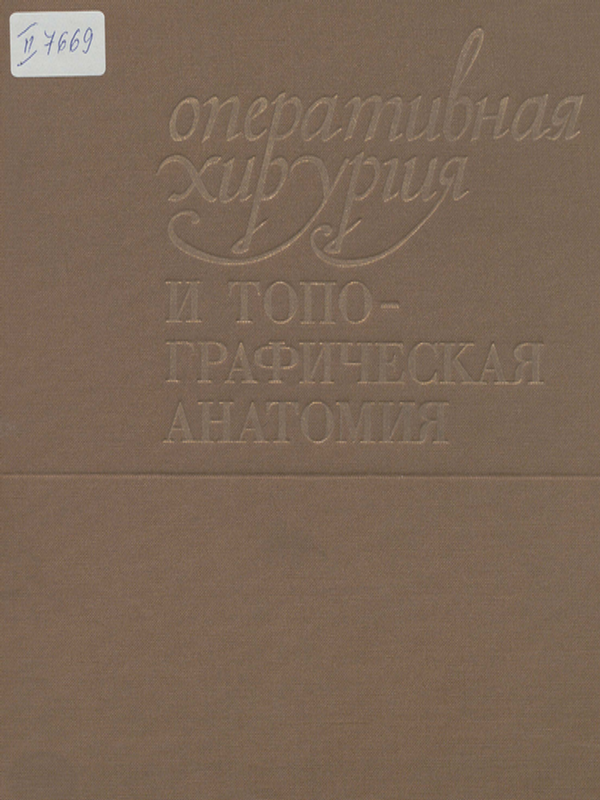 II 7669
оперативная
хирургия
И ТОПО-
ГРАФИЧЕСКАЯ
АНАТОМИЯ